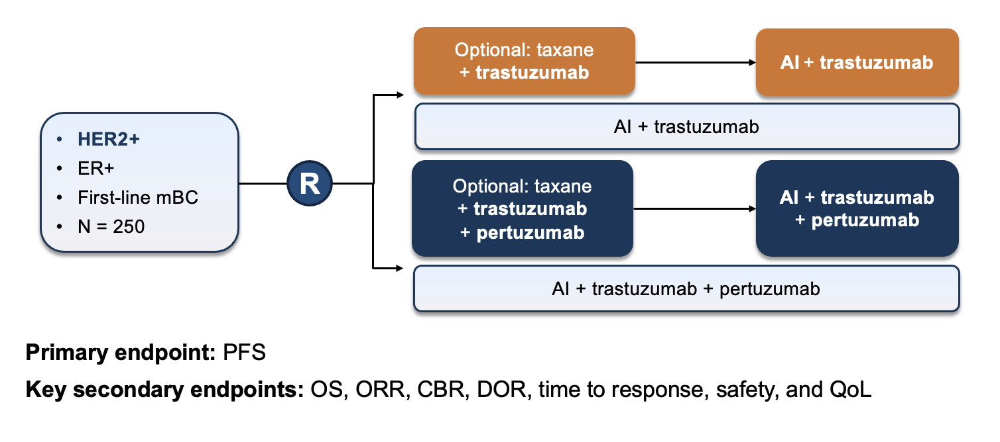 • HER2+
• ER+
• First-line mBC
• N = 250
R
Optional: taxane
+ trastuzumab
AI + trastuzumab
AI + trastuzumab
Optional: taxane
+ trastuzumab
+ pertuzumab
AI + trastuzumab
+ pertuzumab
AI + trastuzumab + pertuzumab
Primary endpoint: PFS
Key secondary endpoints: OS, ORR, CBR, DOR, time to response, safety, and QoL